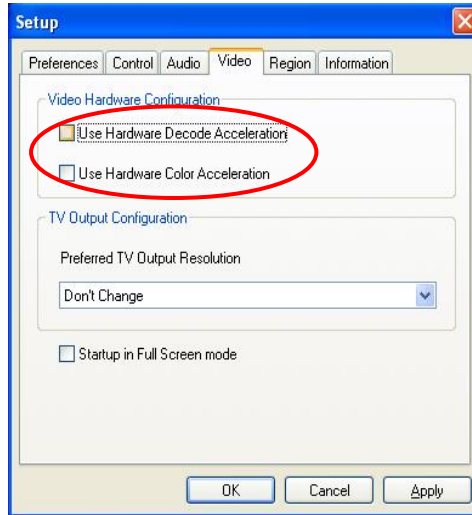 Setup
Preferences Control Audio Video Region Information
Video Hardware Configuration
Use Hardware Decode Acceleration
Use Hardware Color Acceleration
TV Output Configuration
Preferred TV Output Resolution
Don't Change
Startup in Full Screen mode
OK Cancel Apply